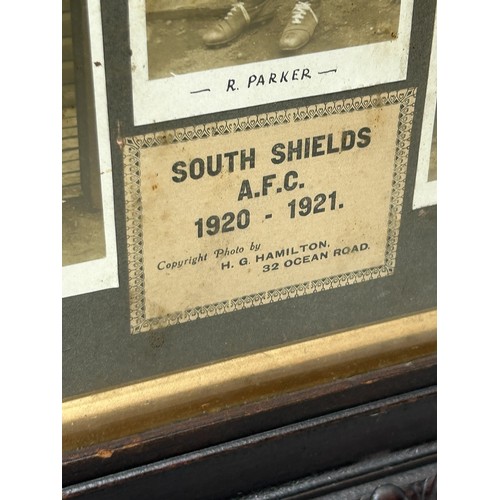 — R. PARKER —
SOUTH SHIELDS
A.F.C.
1920 - 1921.
Copyright Photo by
H. G. HAMILTON,
32 OCEAN ROAD.